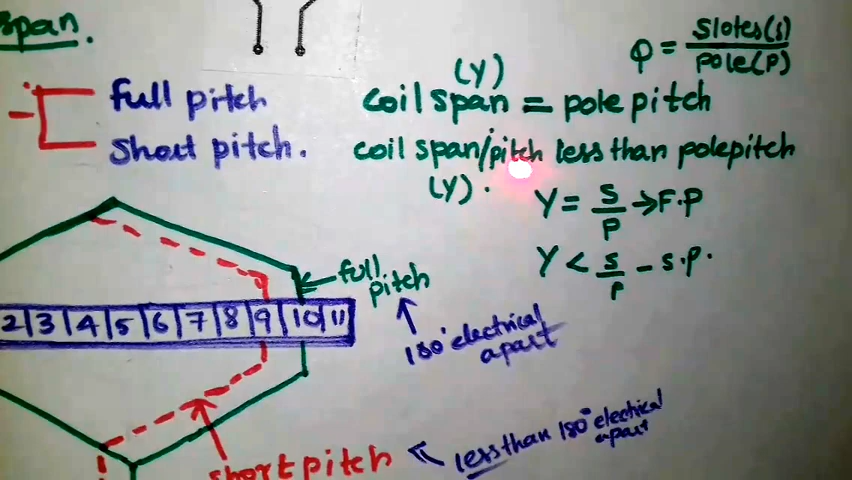 span.
Q = slotes(s)
pole(P)
full pitch
(Y)
coil span = pole pitch
short pitch.
coil span/pitch less than pole pitch
(Y).
Y = s/P → F.P
Y < s/P - s.p.
full pitch
2 3 4 5 6 7 8 9 10 11
180° electrical apart
short pitch
less than 180° electrical apart